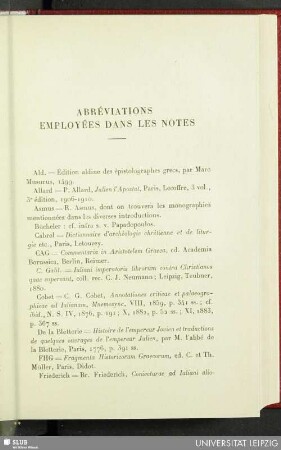 ABRÉVIATIONS
EMPLOYÉES DANS LES NOTES
Ald. — Édition aldine des épistolographes grecs, par Marc
Musurus, 1499.
Allard — P. Allard, Julien l'Apostat, Paris, Lecoffre, 3 vol.,
3e édition, 1906-1910.
Asmus — R. Asmus, dont on trouvera les monographies
mentionnées dans les diverses introductions.
Bücheler : cf. infra s. v. Papadopoulos.
Cabrol — Dictionnaire d'archéologie chrétienne et de litur-
gie etc., Paris, Letouzey.
CAG — Commentaria in Aristotelem Graeca, ed. Academia
Borussica, Berlin, Reimer.
C. Gall. — Iuliani imperatoris librorum contra Christianos
quae supersunt, coll. rec. C. J. Neumann; Leipzig, Teubner,
1880.
Cobet — C. G. Cobet, Annotationes criticae et palaeogra-
phicae ad Iulianum, Mnemosyne, VIII, 1859, p. 341 ss. ; cf.
ibid., N. S. IV, 1876, p. 191 ; X, 1882, p. 52 ss ; XI, 1883,
p. 367 ss.
De la Bletterie — Histoire de l'empereur Jovien et traductions
de quelques ouvrages de l'empereur Julien, par M. l'abbé de
la Bletterie, Paris, 1776, p. 391 ss.
FHG — Fragmenta Historicorum Graecorum, ed. C. et Th.
Müller, Paris, Didot.
Friederich — Br. Friederich, Coniecturae ad Iuliani alio-
SLUB
UNIVERSITÄT LEIPZIG